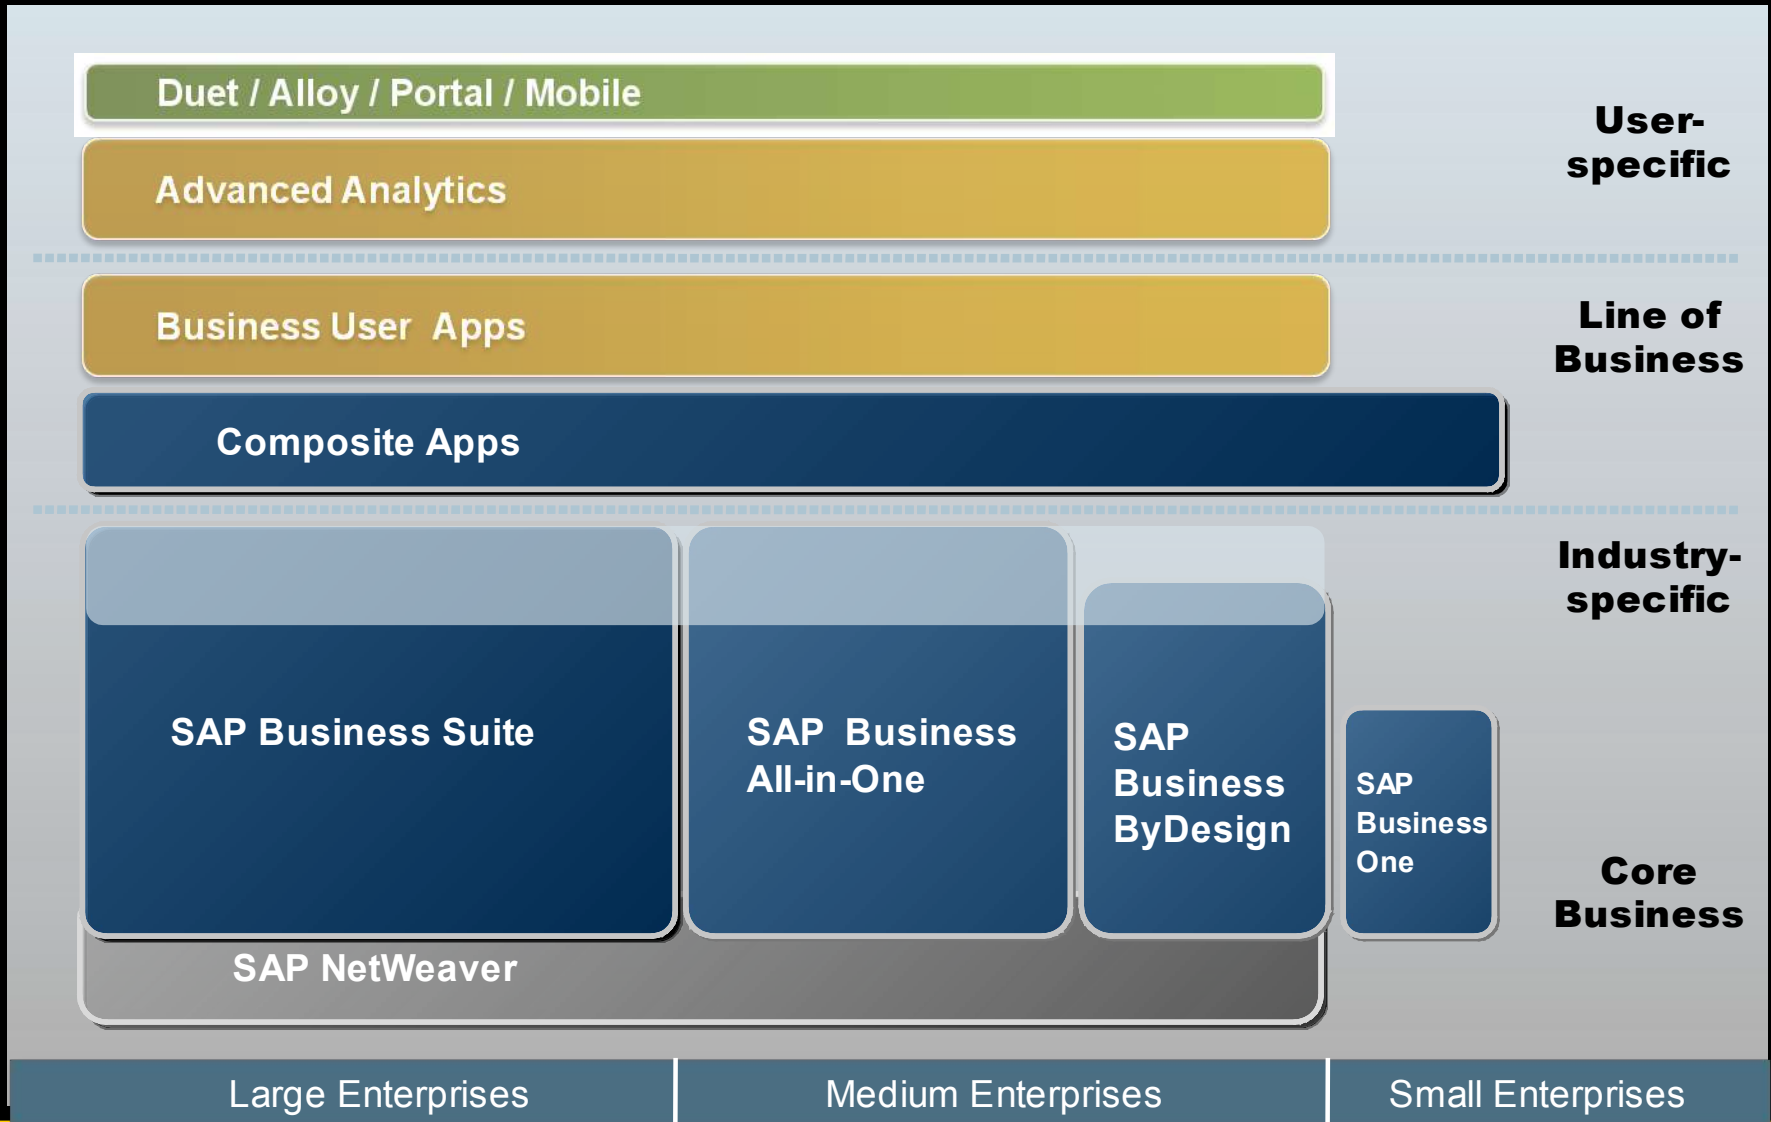 Duet / Alloy / Portal / Mobile
User-
specific
Advanced Analytics
Business User Apps
Line of
Business
Composite Apps
Industry-
specific
SAP Business Suite
SAP Business
All-in-One
SAP
Business
ByDesign
SAP
Business
One
Core
Business
SAP NetWeaver
Large Enterprises
Medium Enterprises
Small Enterprises